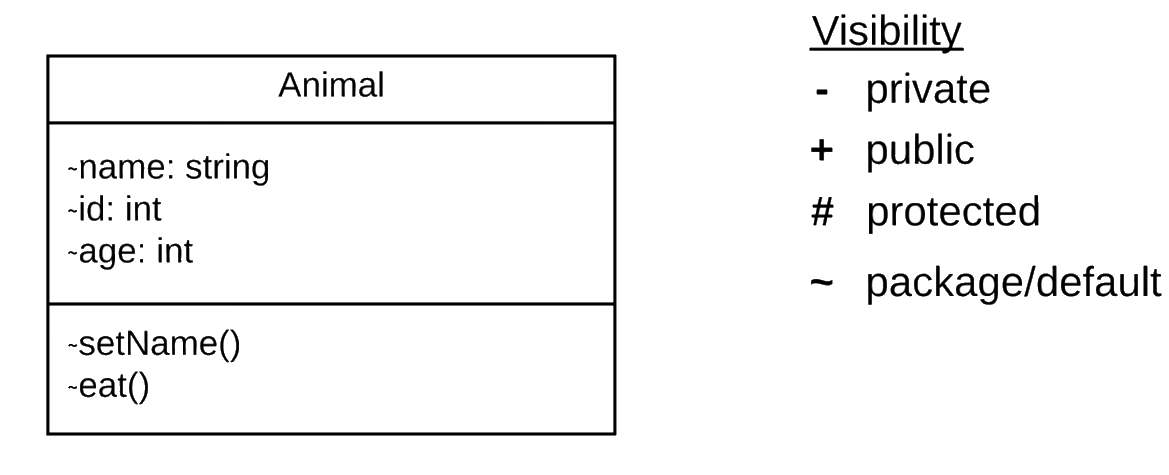 Animal
~name: string
~id: int
~age: int
~setName()
~eat()
Visibility
- private
+ public
# protected
~ package/default